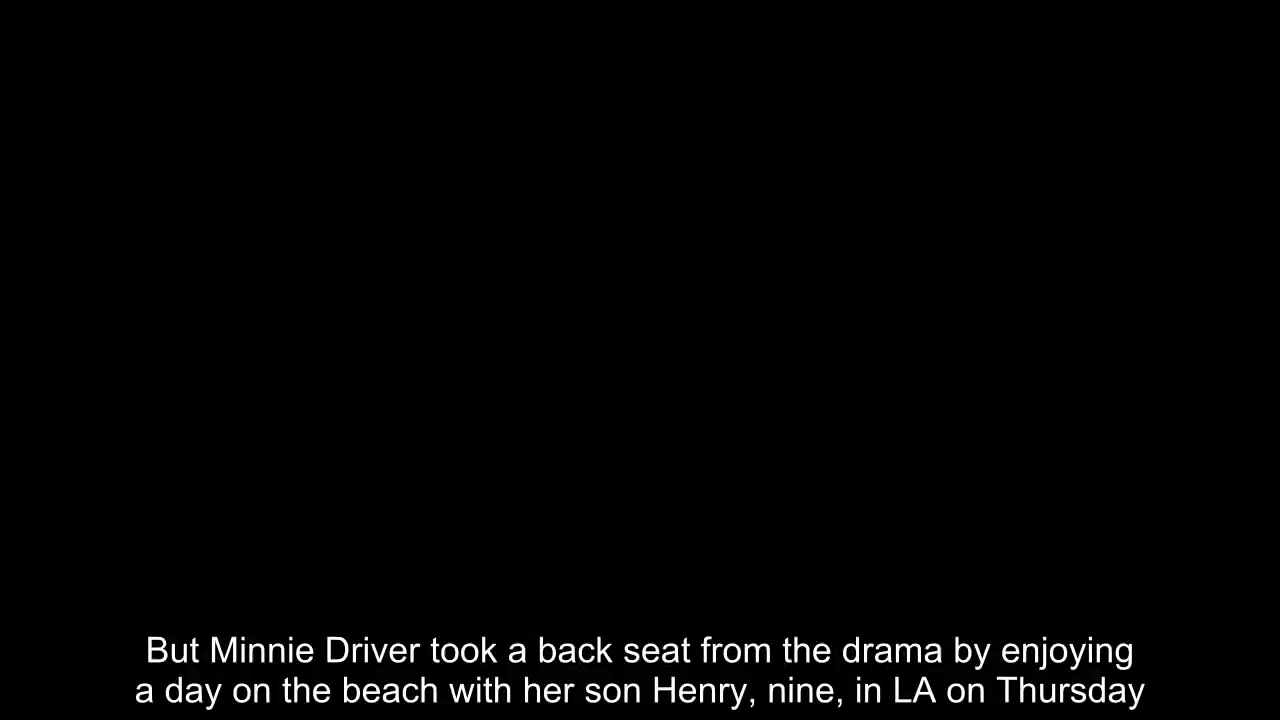 But Minnie Driver took a back seat from the drama by enjoying
a day on the beach with her son Henry, nine, in LA on Thursday